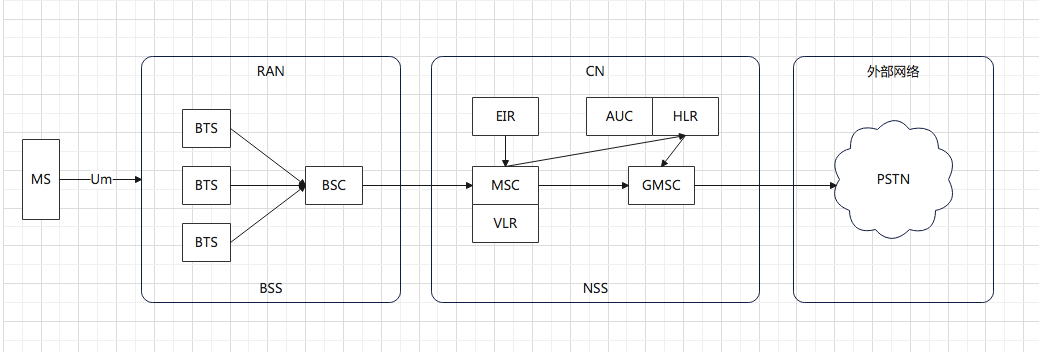 RAN
CN
外部网络
EIR
AUC
HLR
BTS
MS
Um
BTS
BSC
MSC
GMSC
PSTN
VLR
BTS
BSS
NSS